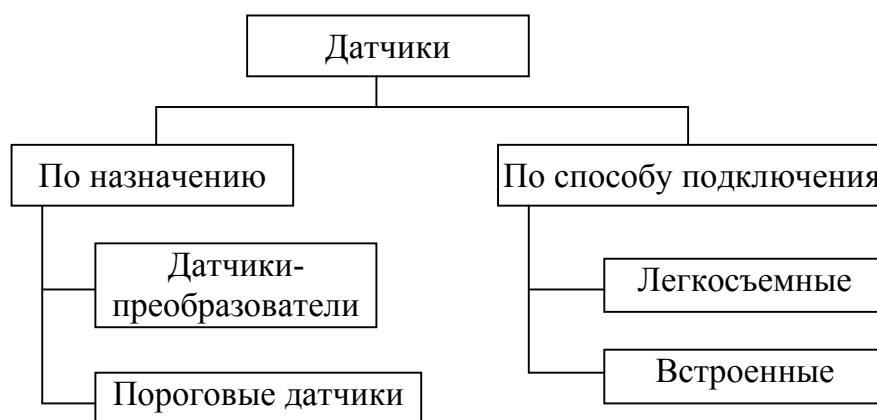 Датчики
По назначению
Датчики-
преобразователи
Пороговые датчики
По способу подключения
Легкосъемные
Встроенные